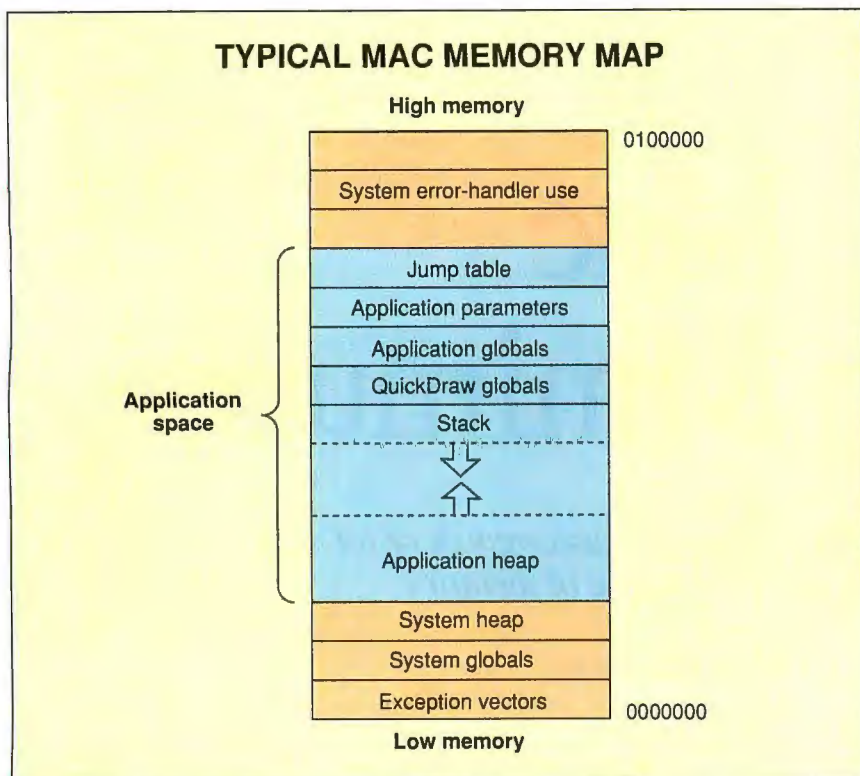 TYPICAL MAC MEMORY MAP
High memory
0100000
System error-handler use
Jump table
Application parameters
Application globals
QuickDraw globals
Stack
Application
space
Application heap
System heap
System globals
Exception vectors
0000000
Low memory